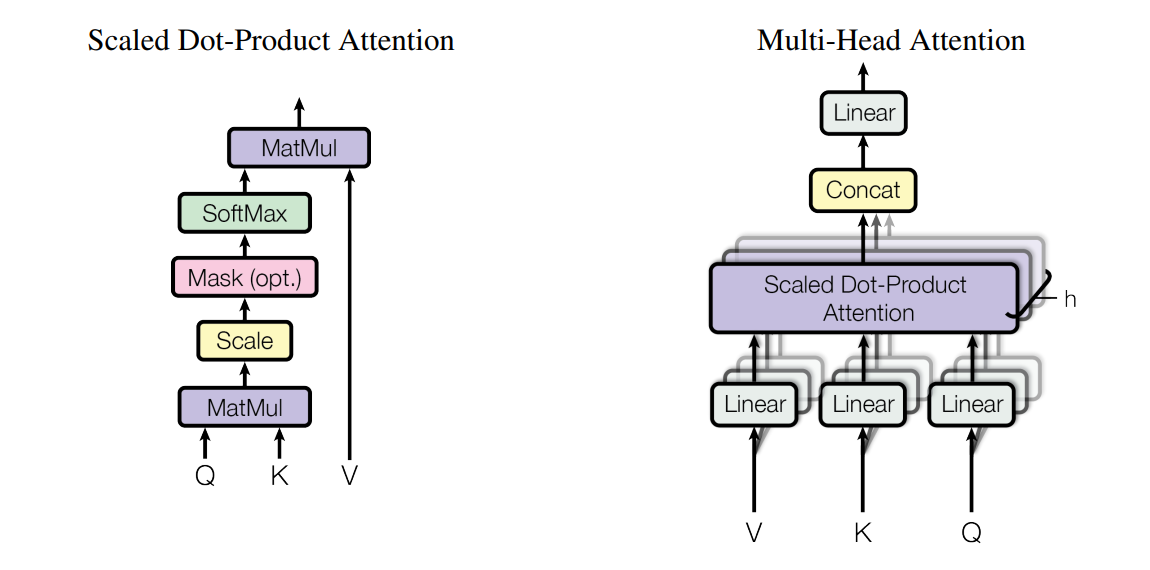 Scaled Dot-Product Attention
MatMul
SoftMax
Mask (opt.)
Scale
MatMul
Q K V
Multi-Head Attention
Linear
Concat
Scaled Dot-Product
Attention
h
Linear Linear Linear
V K Q